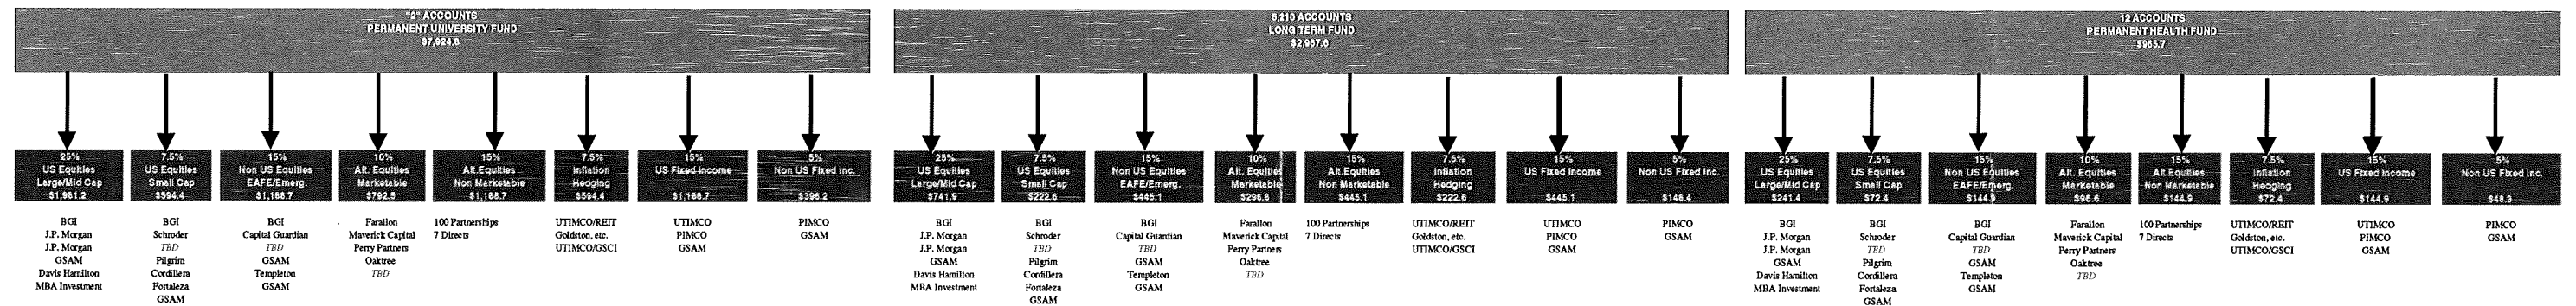 "2" ACCOUNTS
PERMANENT UNIVERSITY FUND
$7,924.6
25%
US Equities
Large/Mid Cap
$1,981.2
BGI
J.P. Morgan
J.P. Morgan
GSAM
Davis Hamilton
MBA Investment
7.5%
US Equities
Small Cap
$594.4
BGI
Schroder
TBD
Pilgrim
Cordillera
Fortaleza
GSAM
15%
Non US Equities
EAFE/Emerg.
$1,188.7
BGI
Capital Guardian
TBD
GSAM
Templeton
GSAM
10%
Alt. Equities
Marketable
$792.5
Farallon
Maverick Capital
Perry Partners
Oaktree
TBD
15%
Alt. Equities
Non Marketable
$1,188.7
100 Partnerships
7 Directs
7.5%
Inflation
Hedging
$594.4
UTIMCO/REIT
Goldston, etc.
UTIMCO/GSCI
15%
US Fixed Income
$1,188.7
UTIMCO
PIMCO
GSAM
5%
Non US Fixed Inc.
$396.2
PIMCO
GSAM
5,210 ACCOUNTS
LONG TERM FUND
$2,967.6
25%
US Equities
Large/Mid Cap
$741.9
BGI
J.P. Morgan
J.P. Morgan
GSAM
Davis Hamilton
MBA Investment
7.5%
US Equities
Small Cap
$222.6
BGI
Schroder
TBD
Pilgrim
Cordillera
Fortaleza
GSAM
15%
Non US Equities
EAFE/Emerg.
$445.1
BGI
Capital Guardian
TBD
GSAM
Templeton
GSAM
10%
Alt. Equities
Marketable
$296.8
Farallon
Maverick Capital
Perry Partners
Oaktree
TBD
15%
Alt. Equities
Non Marketable
$445.1
100 Partnerships
7 Directs
7.5%
Inflation
Hedging
$222.6
UTIMCO/REIT
Goldston, etc.
UTIMCO/GSCI
15%
US Fixed Income
$445.1
UTIMCO
PIMCO
GSAM
5%
Non US Fixed Inc.
$148.4
PIMCO
GSAM
12 ACCOUNTS
PERMANENT HEALTH FUND
$965.7
25%
US Equities
Large/Mid Cap
$241.4
BGI
J.P. Morgan
J.P. Morgan
GSAM
Davis Hamilton
MBA Investment
7.5%
US Equities
Small Cap
$72.4
BGI
Schroder
TBD
Pilgrim
Cordillera
Fortaleza
GSAM
15%
Non US Equities
EAFE/Emerg.
$144.9
BGI
Capital Guardian
TBD
GSAM
Templeton
GSAM
10%
Alt. Equities
Marketable
$96.6
Farallon
Maverick Capital
Perry Partners
Oaktree
TBD
15%
Alt. Equities
Non Marketable
$144.9
100 Partnerships
7 Directs
7.5%
Inflation
Hedging
$72.4
UTIMCO/REIT
Goldston, etc.
UTIMCO/GSCI
15%
US Fixed Income
$144.9
UTIMCO
PIMCO
GSAM
5%
Non US Fixed Inc.
$48.3
PIMCO
GSAM